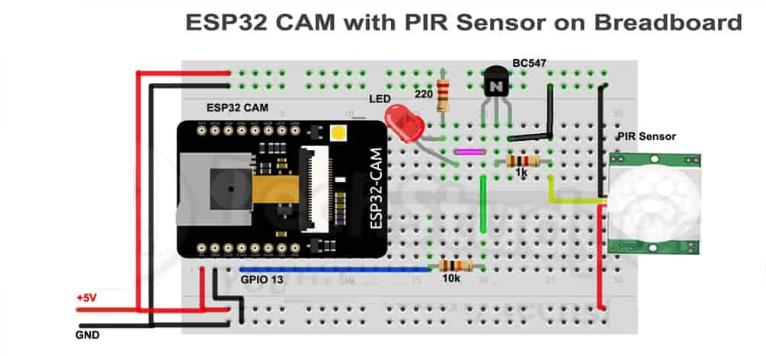 ESP32 CAM with PIR Sensor on Breadboard
BC547
LED
220
N
ESP32 CAM
PIR Sensor
ESP32-CAM
1k
GPIO 13
10k
+5V
GND